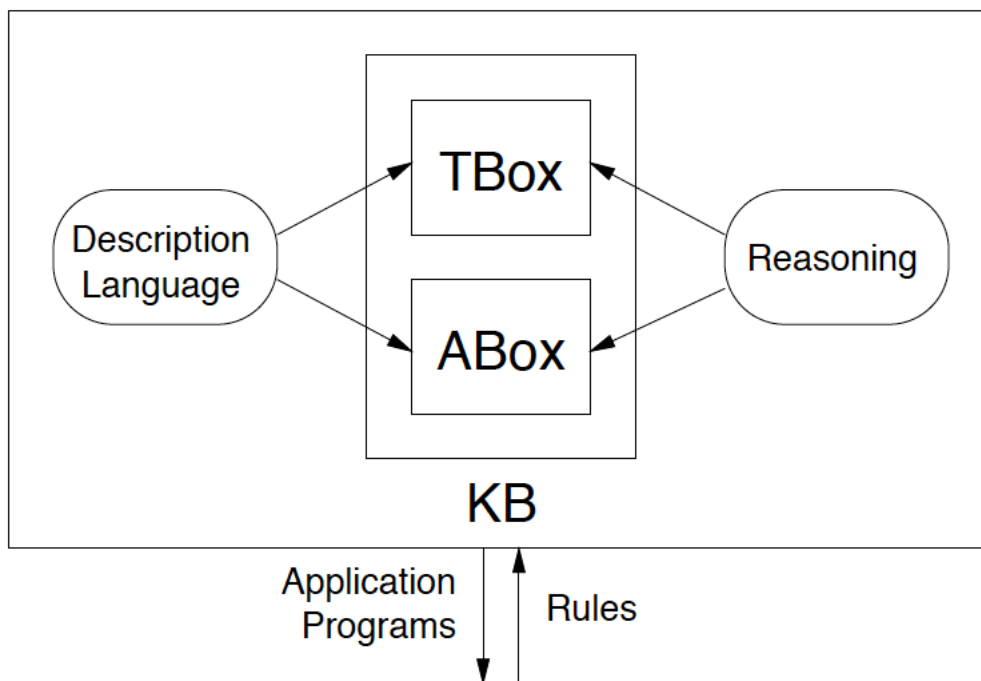 TBox
Description
Language
Reasoning
ABox
KB
Application
Programs
Rules